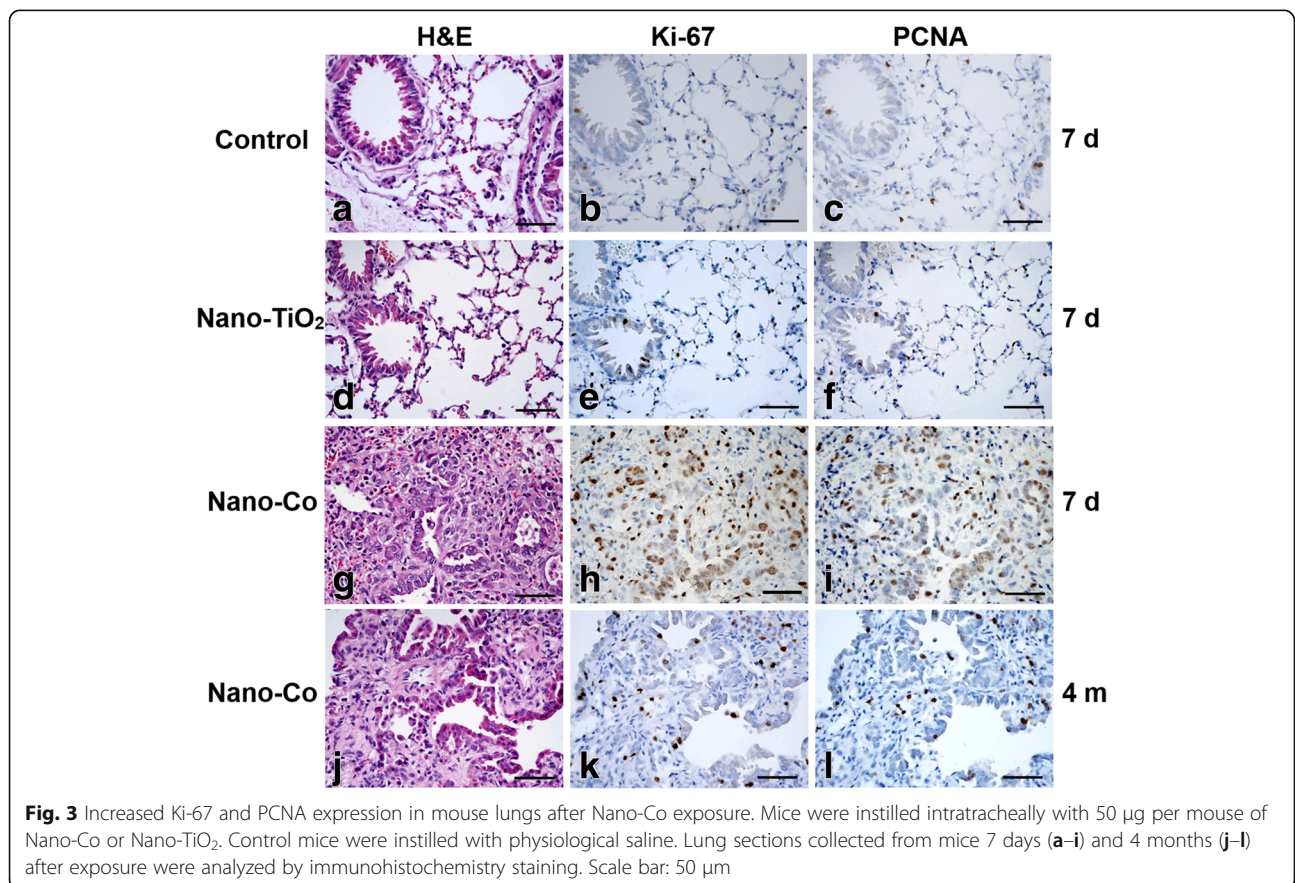 H&E Ki-67 PCNA
Control a b c 7 d
Nano-TiO₂ d e f 7 d
Nano-Co g h i 7 d
Nano-Co j k l 4 m
Fig. 3 Increased Ki-67 and PCNA expression in mouse lungs after Nano-Co exposure. Mice were instilled intratracheally with 50 μg per mouse of
Nano-Co or Nano-TiO₂. Control mice were instilled with physiological saline. Lung sections collected from mice 7 days (a–i) and 4 months (j–l)
after exposure were analyzed by immunohistochemistry staining. Scale bar: 50 μm